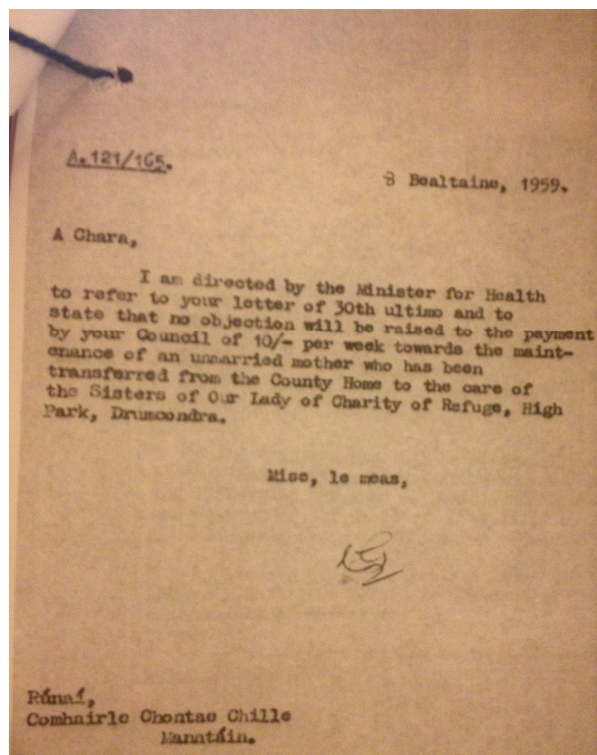 A.121/165.
8 Bealtaine, 1959.
A Chara,
I am directed by the Minister for Health
to refer to your letter of 30th ultimo and to
state that no objection will be raised to the payment
by your Council of 10/- per week towards the maint-
enance of an unmarried mother who has been
transferred from the County Home to the care of
the Sisters of Our Lady of Charity of Refuge, High
Park, Drumcondra.
Mise, le meas,
Rúnaí,
Comhairle Chontae Chille
Manntáin.